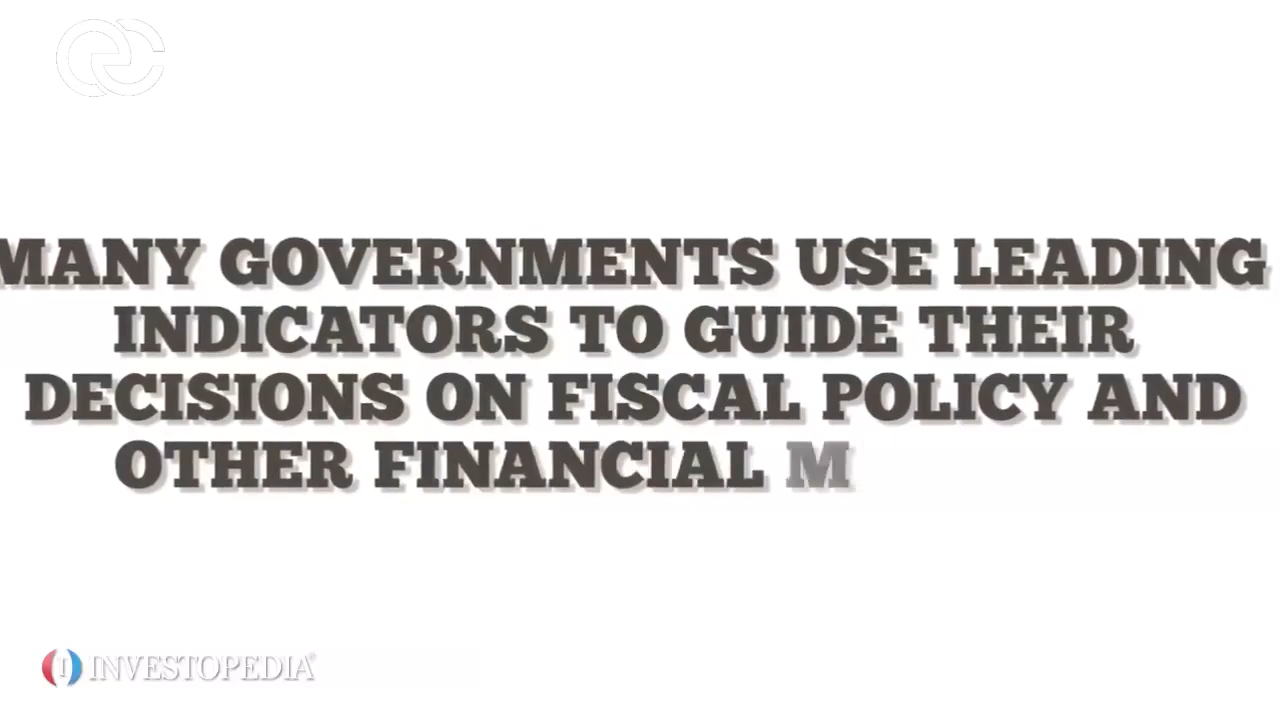 MANY GOVERNMENTS USE LEADING
INDICATORS TO GUIDE THEIR
DECISIONS ON FISCAL POLICY AND
OTHER FINANCIAL M
INVESTOPEDIA®